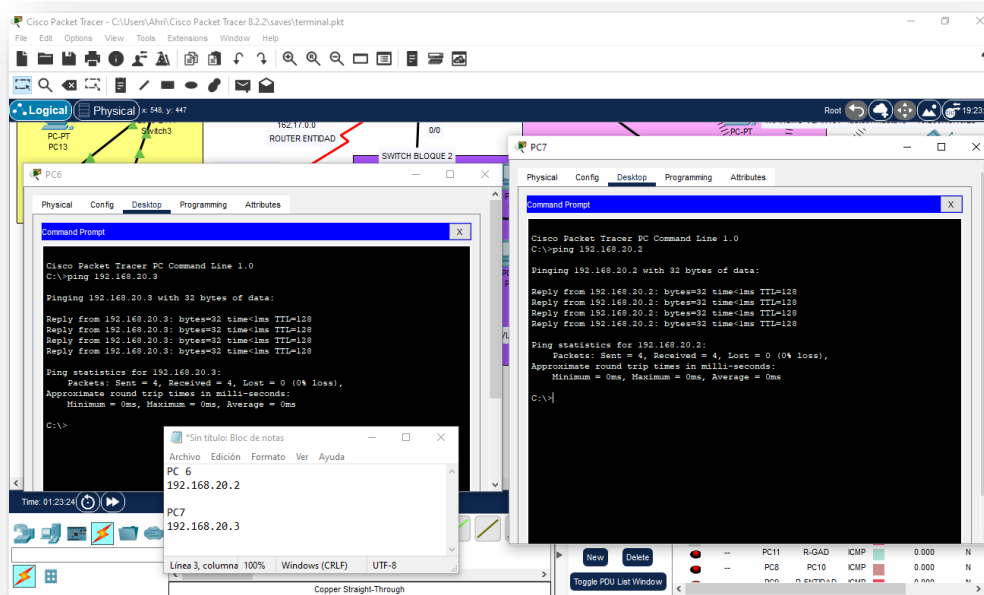 Cisco Packet Tracer - C:\Users\Ahri\Cisco Packet Tracer 8.2.2\saves\terminal.pkt
File Edit Options View Tools Extensions Window Help
Logical Physical x: 548, y: 447
Root 19:23:
PC-PT
PC13
Switch3
162.17.0.0
ROUTER ENTIDAD
0/0
SWITCH BLOQUE 2
PC-PT
PC6
Physical Config Desktop Programming Attributes
Command Prompt X
Cisco Packet Tracer PC Command Line 1.0
C:\>ping 192.168.20.3
Pinging 192.168.20.3 with 32 bytes of data:
Reply from 192.168.20.3: bytes=32 time<1ms TTL=128
Reply from 192.168.20.3: bytes=32 time<1ms TTL=128
Reply from 192.168.20.3: bytes=32 time<1ms TTL=128
Reply from 192.168.20.3: bytes=32 time<1ms TTL=128
Ping statistics for 192.168.20.3:
Packets: Sent = 4, Received = 4, Lost = 0 (0% loss),
Approximate round trip times in milli-seconds:
Minimum = 0ms, Maximum = 0ms, Average = 0ms
C:\>
PC7
Physical Config Desktop Programming Attributes
Command Prompt X
Cisco Packet Tracer PC Command Line 1.0
C:\>ping 192.168.20.2
Pinging 192.168.20.2 with 32 bytes of data:
Reply from 192.168.20.2: bytes=32 time<1ms TTL=128
Reply from 192.168.20.2: bytes=32 time<1ms TTL=128
Reply from 192.168.20.2: bytes=32 time<1ms TTL=128
Reply from 192.168.20.2: bytes=32 time<1ms TTL=128
Ping statistics for 192.168.20.2:
Packets: Sent = 4, Received = 4, Lost = 0 (0% loss),
Approximate round trip times in milli-seconds:
Minimum = 0ms, Maximum = 0ms, Average = 0ms
C:\>
*Sin título: Bloc de notas
Archivo Edición Formato Ver Ayuda
PC 6
192.168.20.2
PC7
192.168.20.3
Línea 3, columna 100% Windows (CRLF) UTF-8
Time: 01:23:24
Copper Straight-Through
New Delete
Toggle PDU List Window
-- PC11 R-GAD ICMP 0.000 N
-- PC8 PC10 ICMP 0.000 N